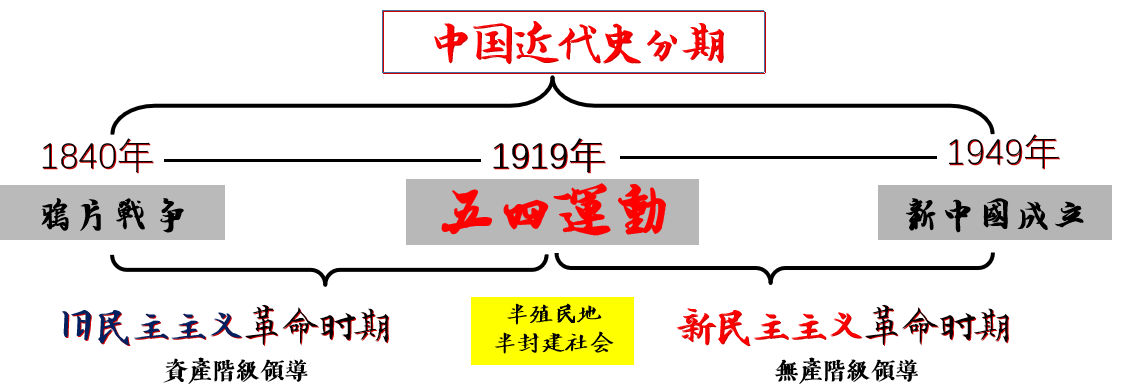 中国近代史分期
1840年
1919年
1949年
鴉片戰争
五四運動
新中國成立
旧民主主义革命时期
半殖民地
半封建社会
新民主主义革命时期
資產階級領導
無產階級領導